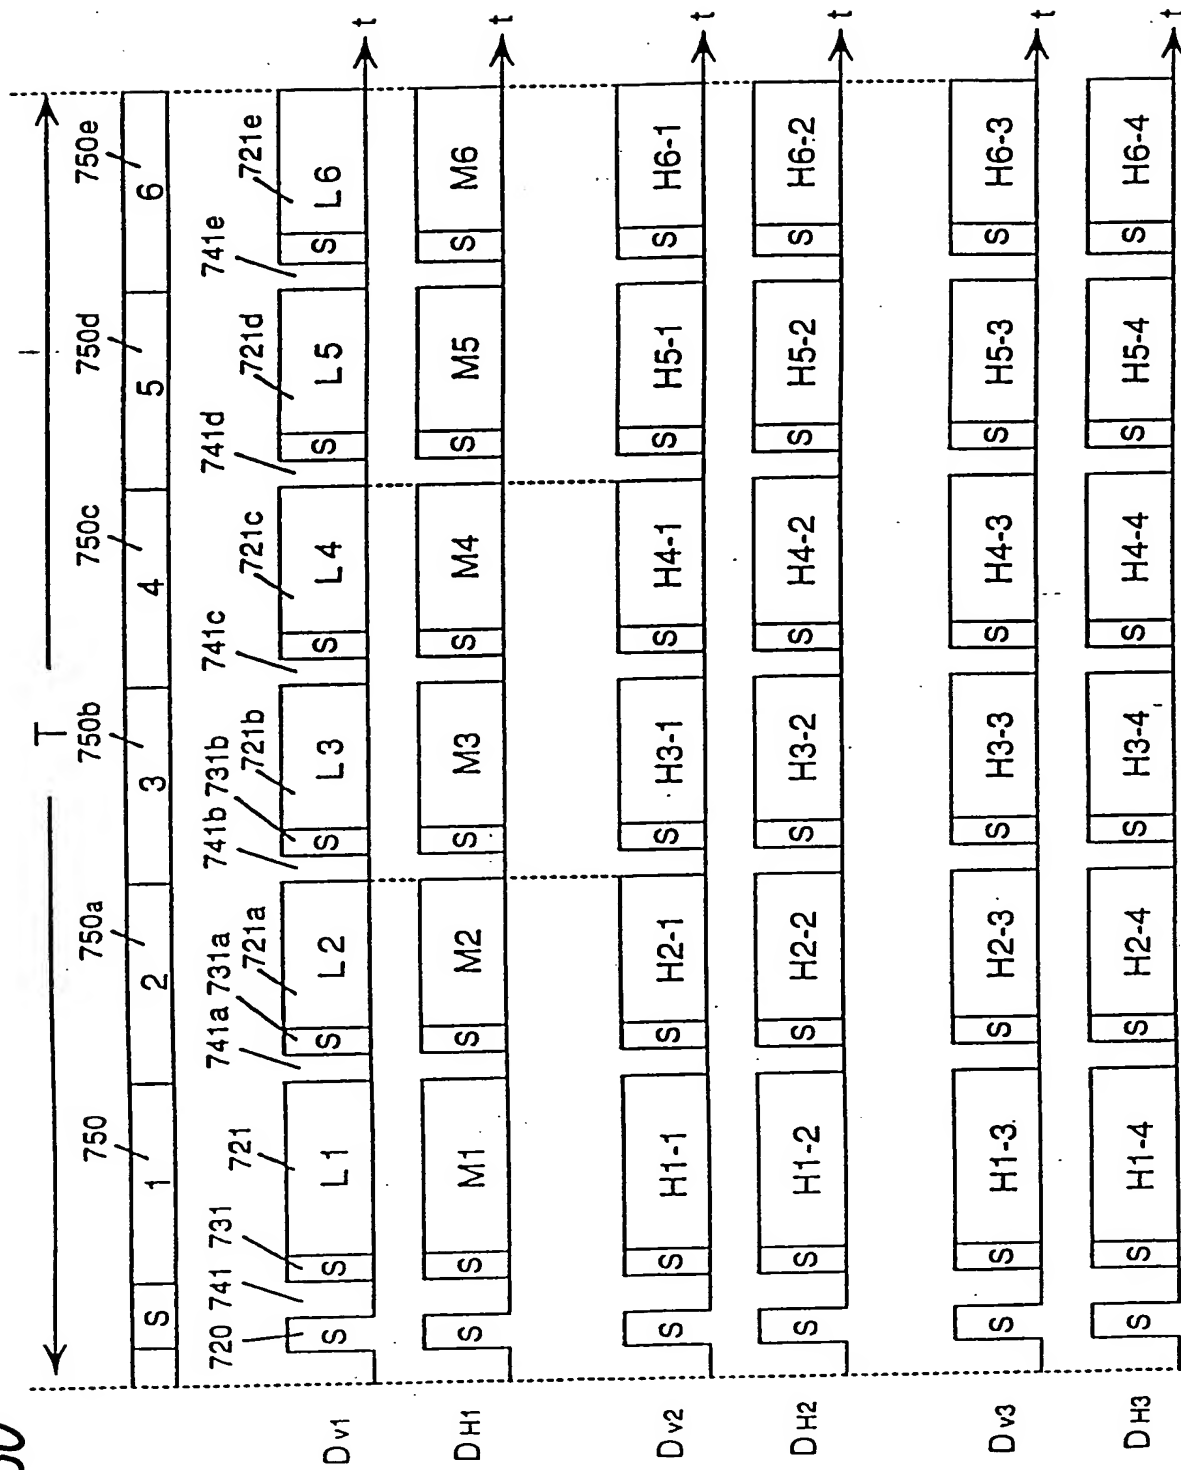 T
750 750a 750b 750c 750d 750e
S 1 2 3 4 5 6
720 741 731 721 741a 731a 721a 741b 731b 721b 741c 721c 741d 721d 741e 721e
Dv1 S S L1 S L2 S L3 S L4 S L5 S L6 t
DH1 S S M1 S M2 S M3 S M4 S M5 S M6 t
Dv2 S S H1-1 S H2-1 S H3-1 S H4-1 S H5-1 S H6-1 t
DH2 S S H1-2 S H2-2 S H3-2 S H4-2 S H5-2 S H6-2 t
Dv3 S S H1-3 S H2-3 S H3-3 S H4-3 S H5-3 S H6-3 t
DH3 S S H1-4 S H2-4 S H3-4 S H4-4 S H5-4 S H6-4 t